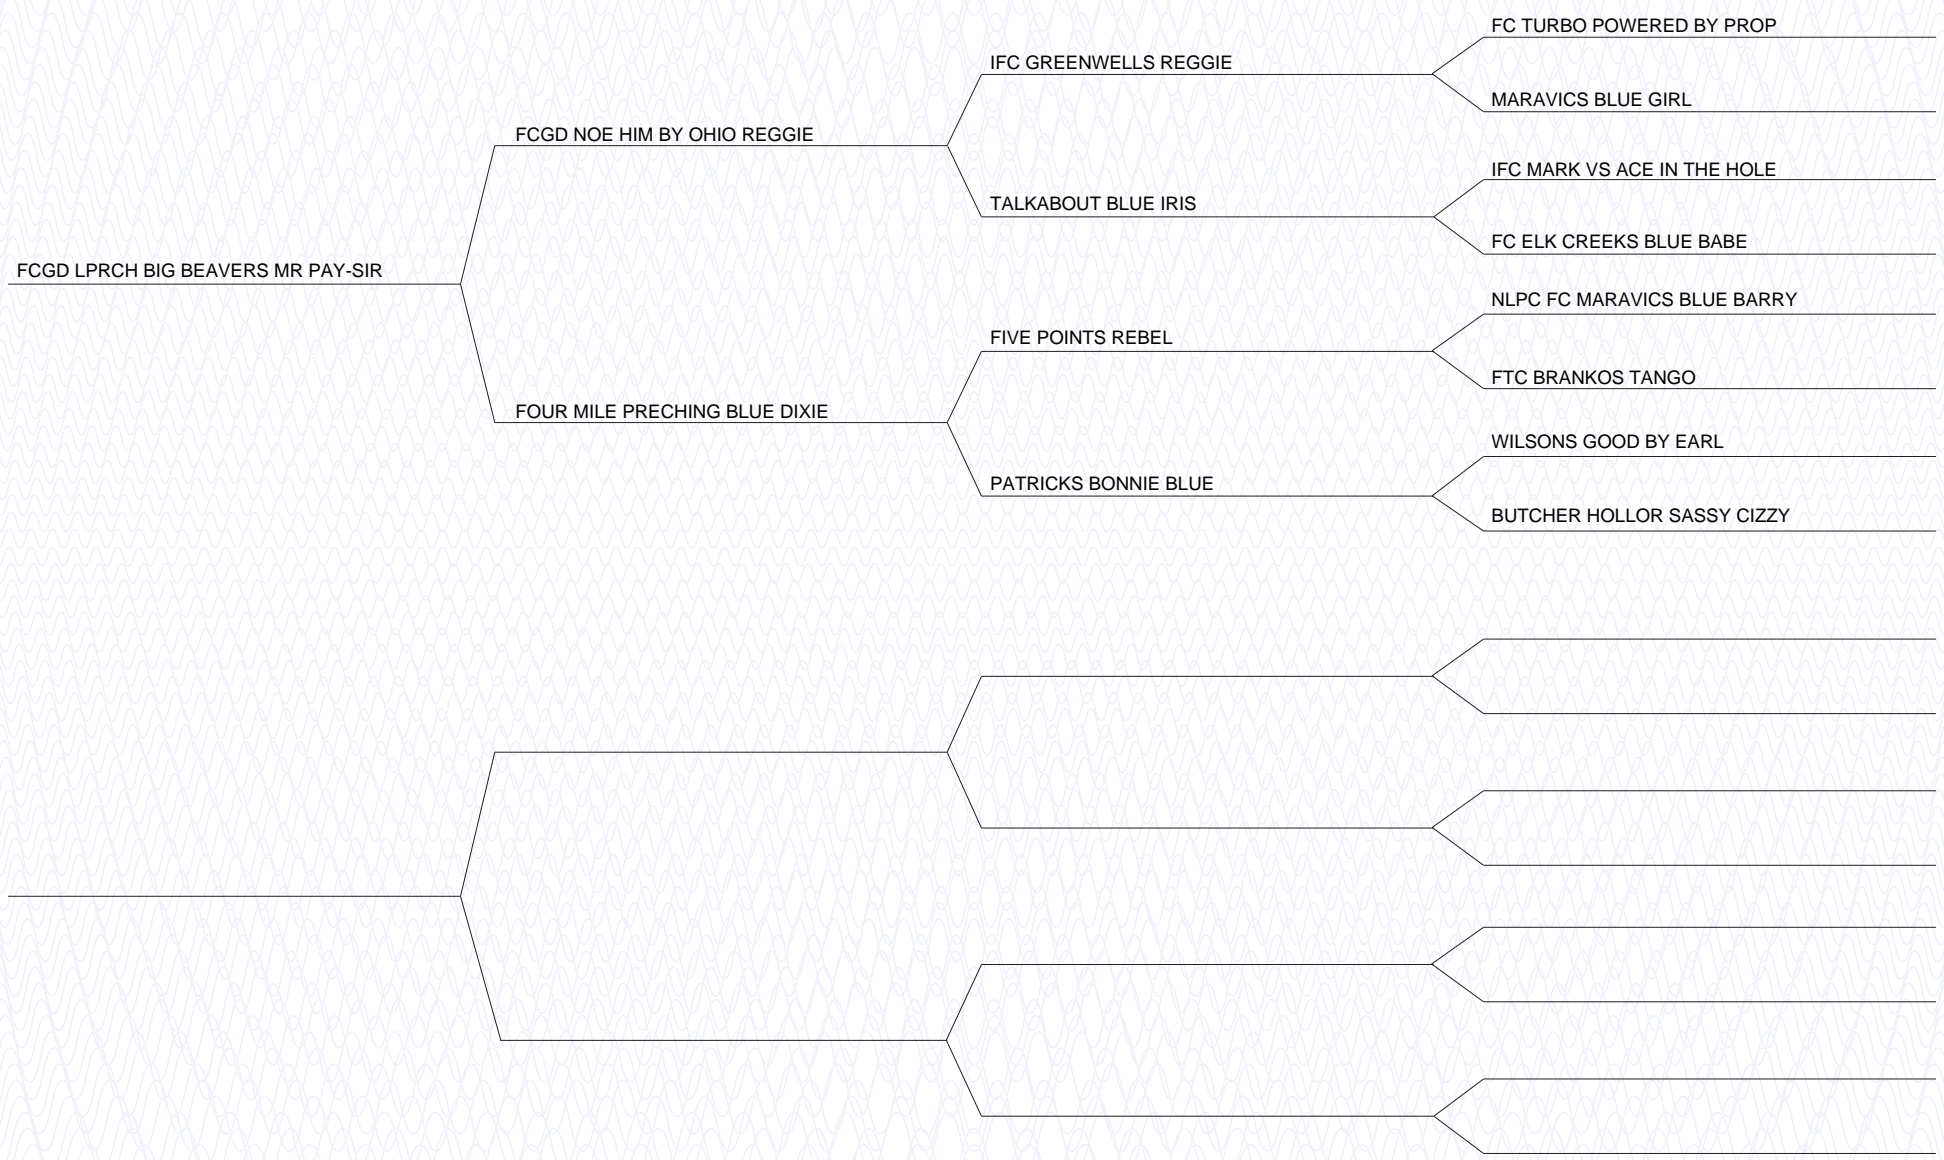 FC TURBO POWERED BY PROP
IFC GREENWELLS REGGIE
MARAVICS BLUE GIRL
FCGD NOE HIM BY OHIO REGGIE
IFC MARK VS ACE IN THE HOLE
TALKABOUT BLUE IRIS
FC ELK CREEKS BLUE BABE
FCGD LPRCH BIG BEAVERS MR PAY-SIR
NLPC FC MARAVICS BLUE BARRY
FIVE POINTS REBEL
FTC BRANKOS TANGO
FOUR MILE PRECHING BLUE DIXIE
WILSONS GOOD BY EARL
PATRICKS BONNIE BLUE
BUTCHER HOLLOR SASSY CIZZY